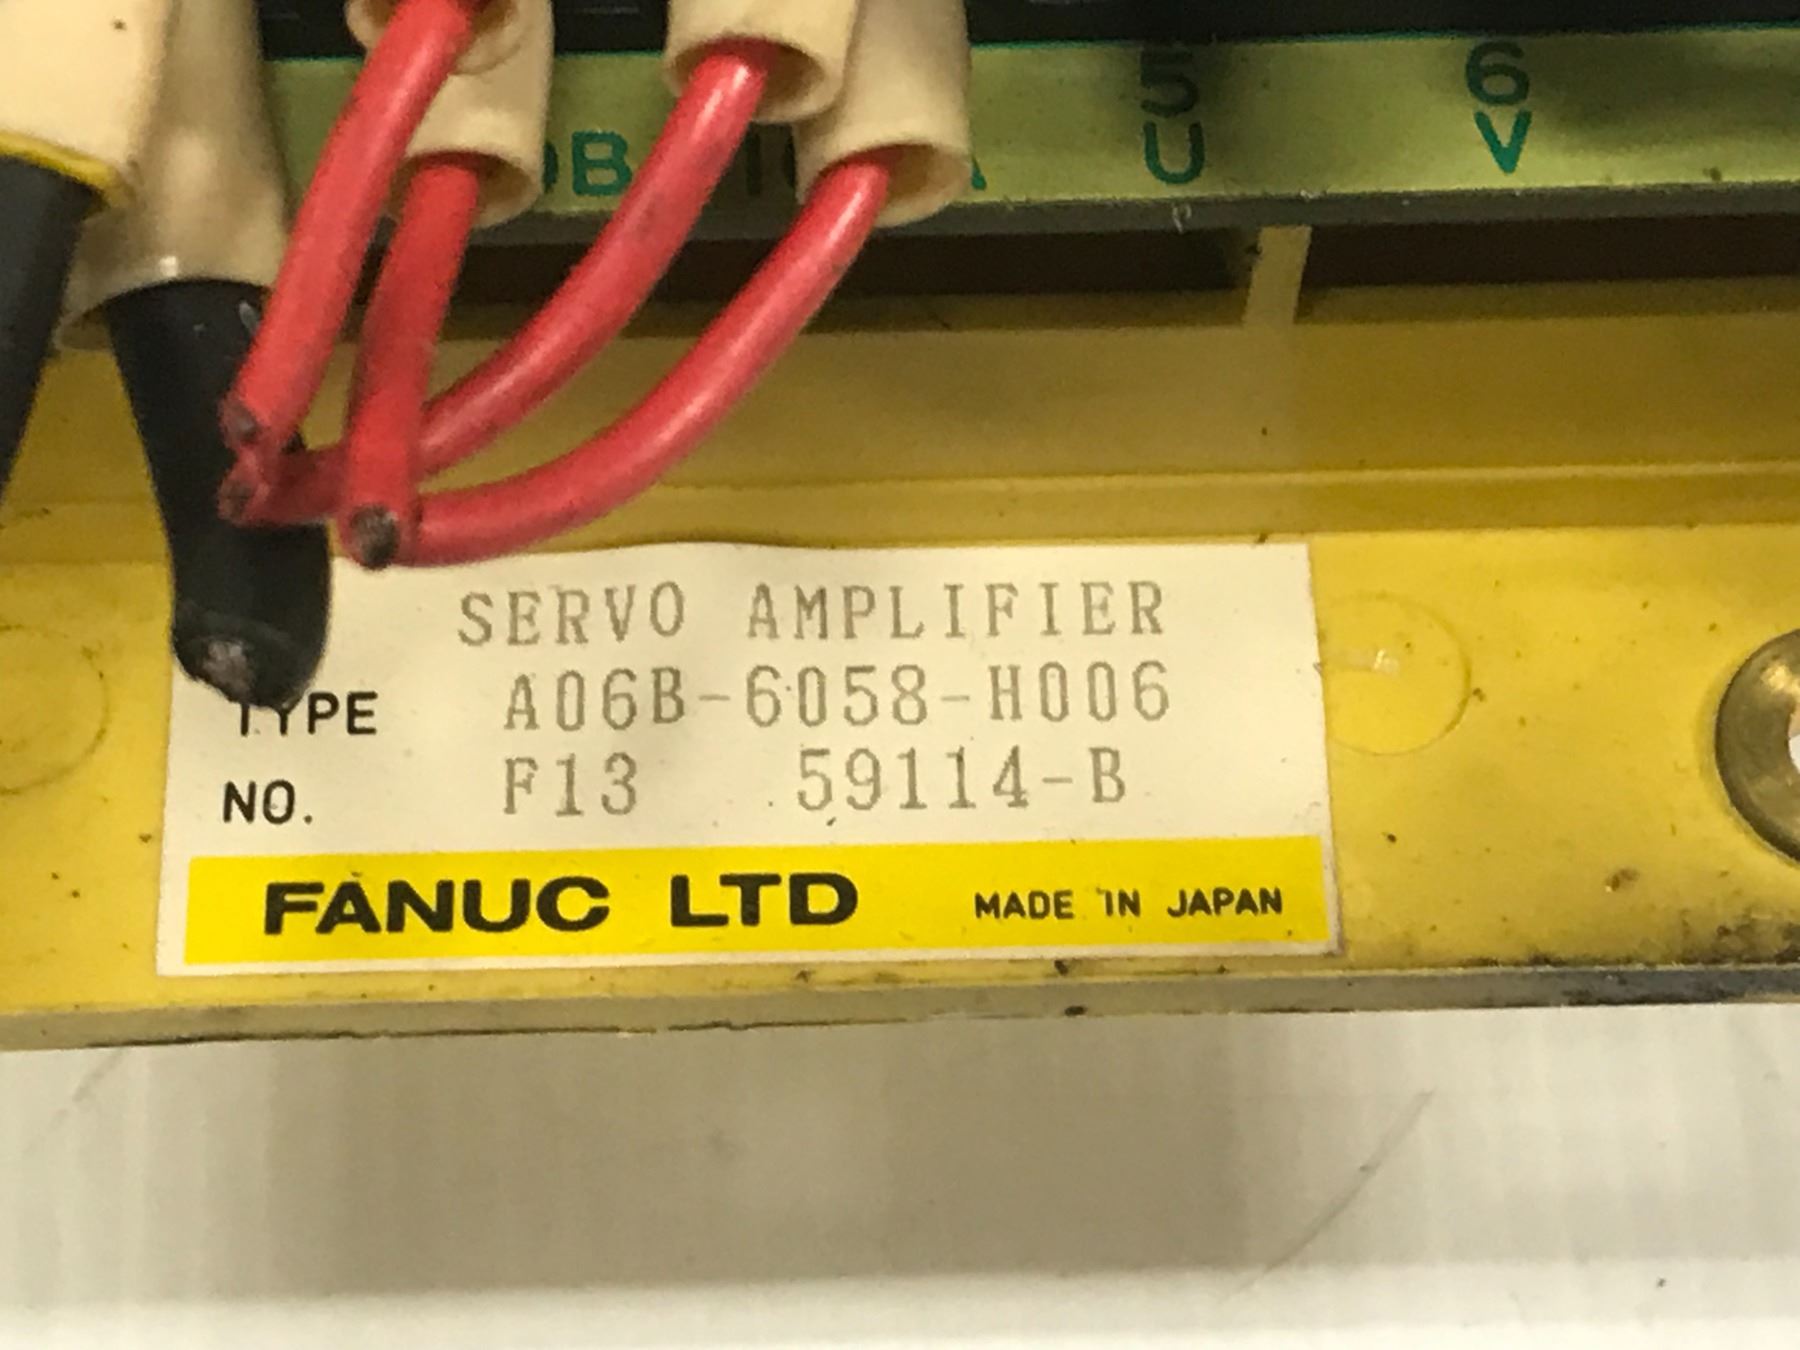 5 6
U V
SERVO AMPLIFIER
TYPE A06B-6058-H006
NO. F13 59114-B
FANUC LTD MADE IN JAPAN